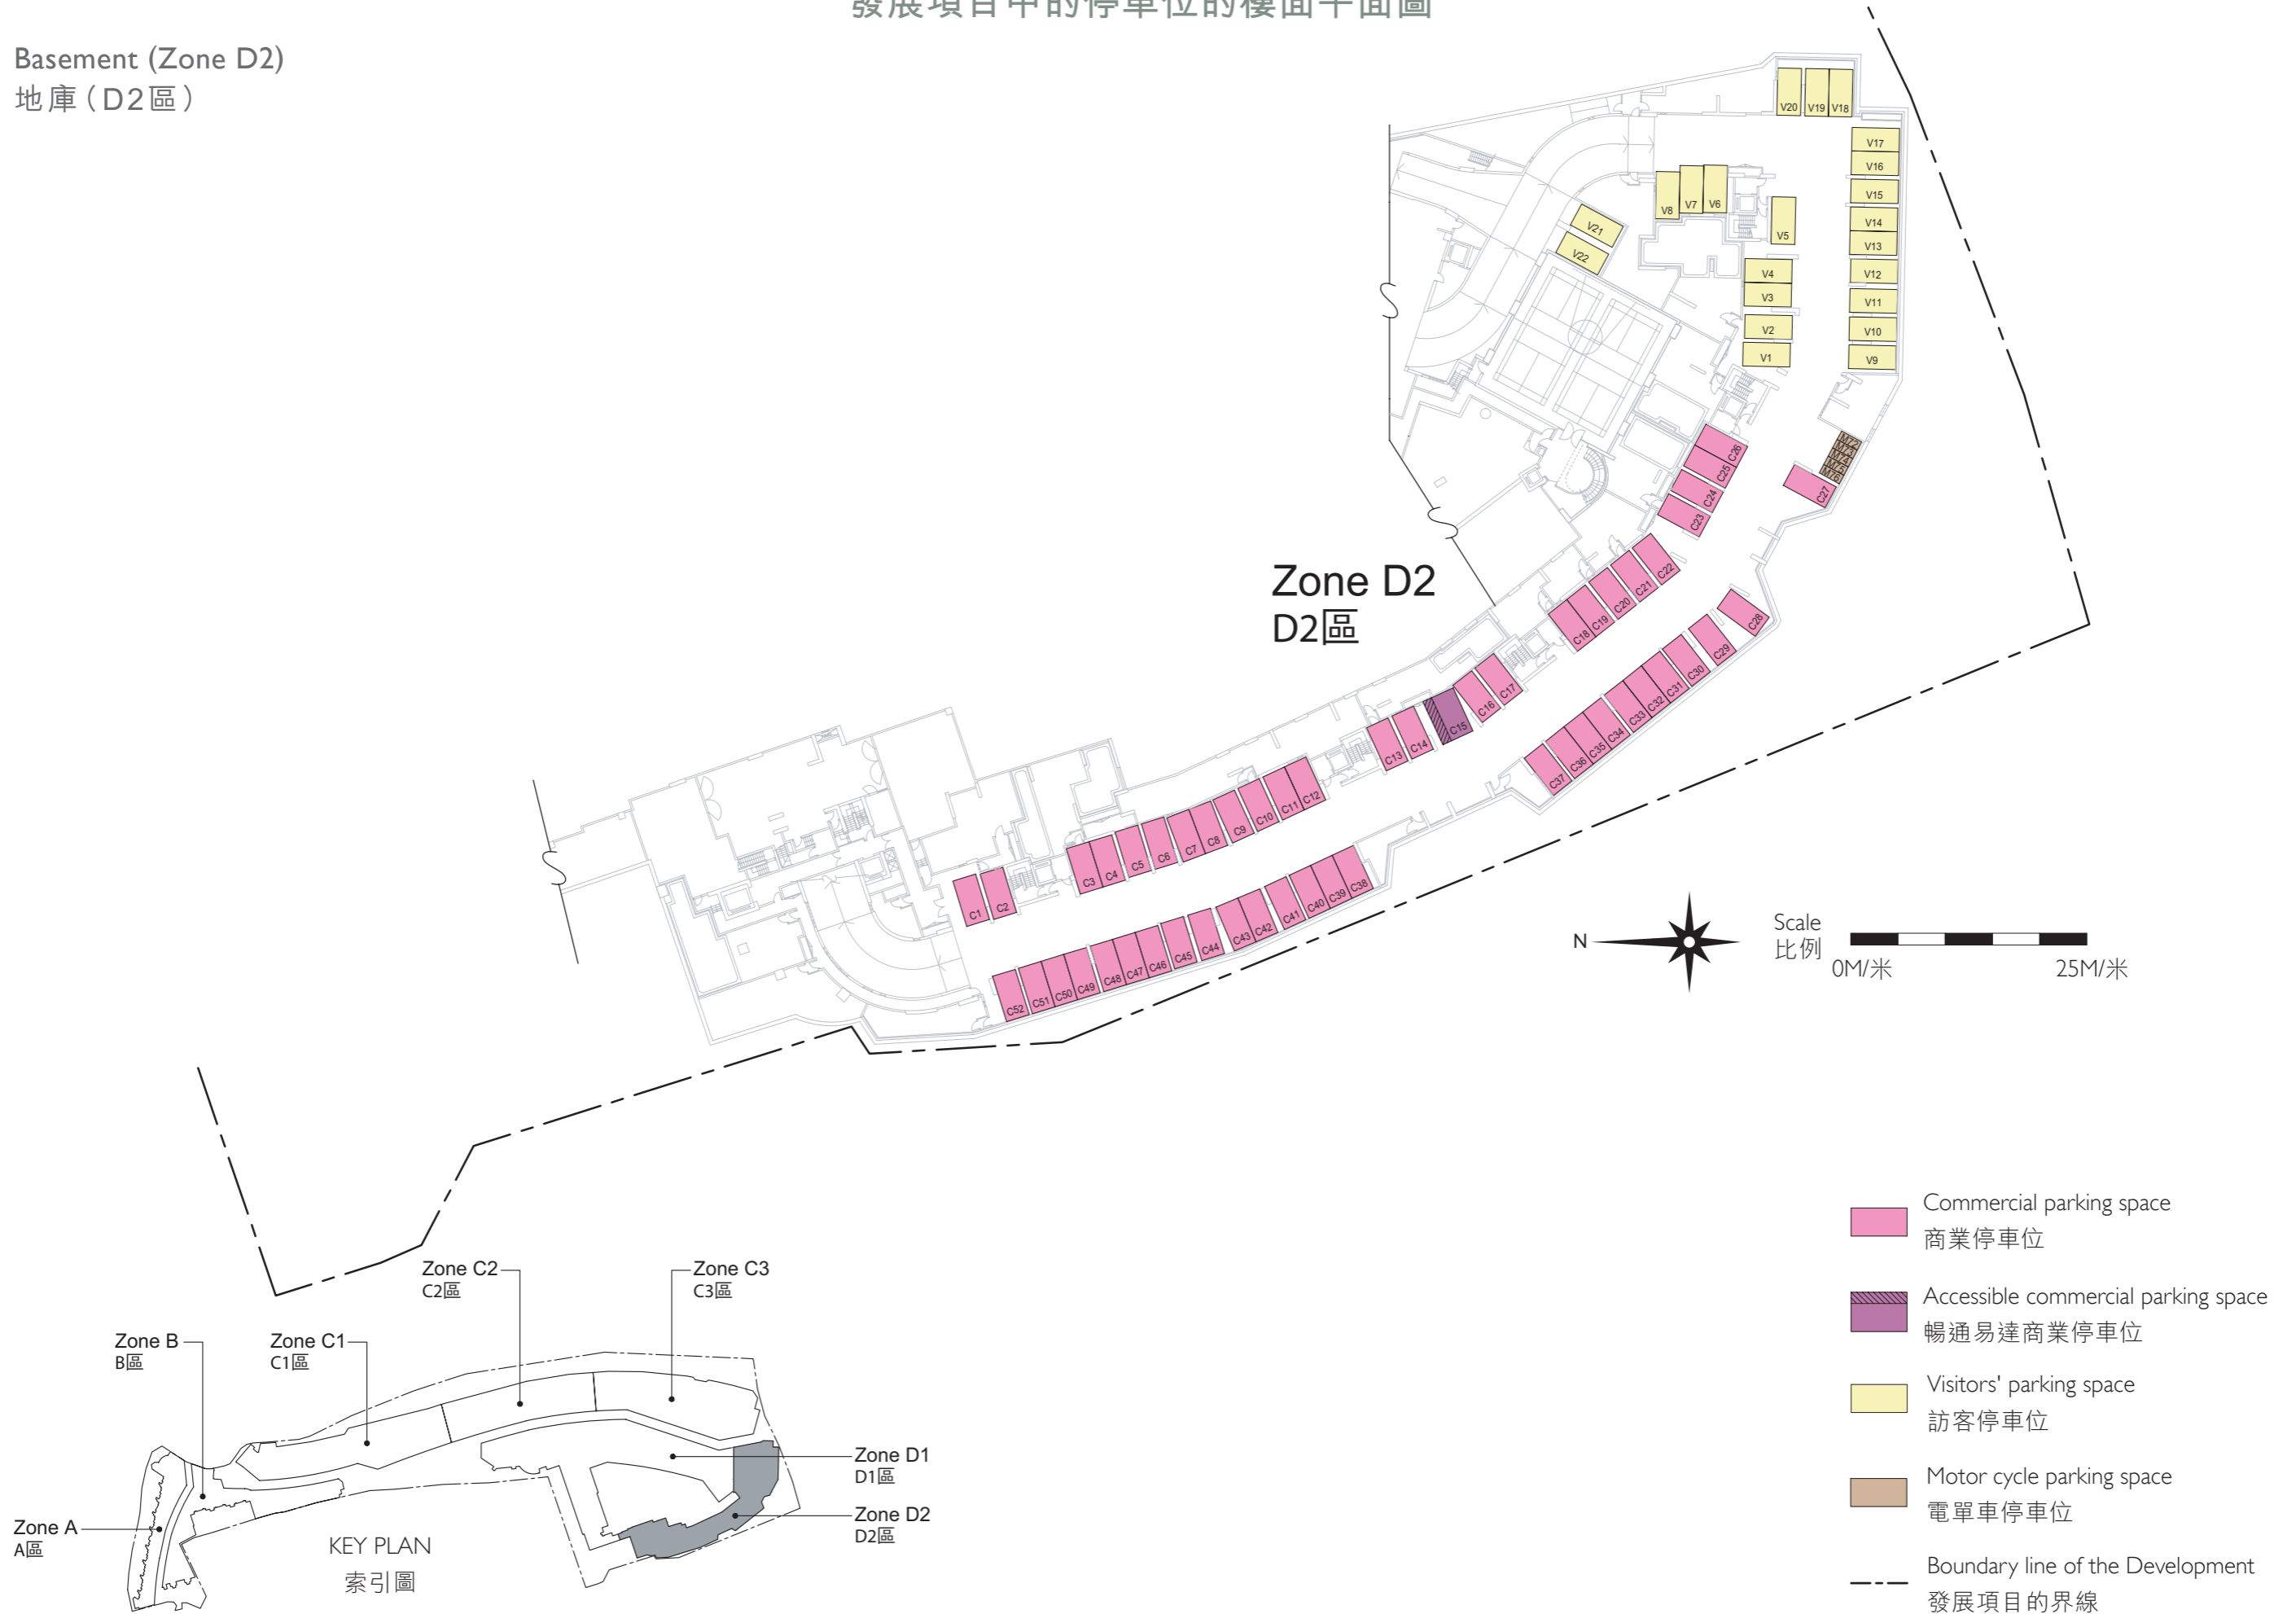 發展項目中的停車位的樓面平面圖
Basement (Zone D2)
地庫（D2區）
V20
V19
V18
V17
V16
V15
V14
V13
V12
V11
V10
V9
V8
V7
V6
V5
V4
V3
V2
V1
V21
V22
M72
M73
M74
M75
M76
C27
C26
C25
C24
C23
C22
C21
C20
C19
C18
C17
C16
C15
C14
C13
C12
C11
C10
C9
C8
C7
C6
C5
C4
C3
C2
C1
C28
C29
C30
C31
C32
C33
C34
C35
C36
C37
C38
C39
C40
C41
C42
C43
C44
C45
C46
C47
C48
C49
C50
C51
C52
Zone D2
D2區
N
Scale
比例
0M/米
25M/米
Commercial parking space
商業停車位
Accessible commercial parking space
暢通易達商業停車位
Visitors' parking space
訪客停車位
Motor cycle parking space
電單車停車位
Boundary line of the Development
發展項目的界線
Zone A
A區
Zone B
B區
Zone C1
C1區
Zone C2
C2區
Zone C3
C3區
Zone D1
D1區
Zone D2
D2區
KEY PLAN
索引圖